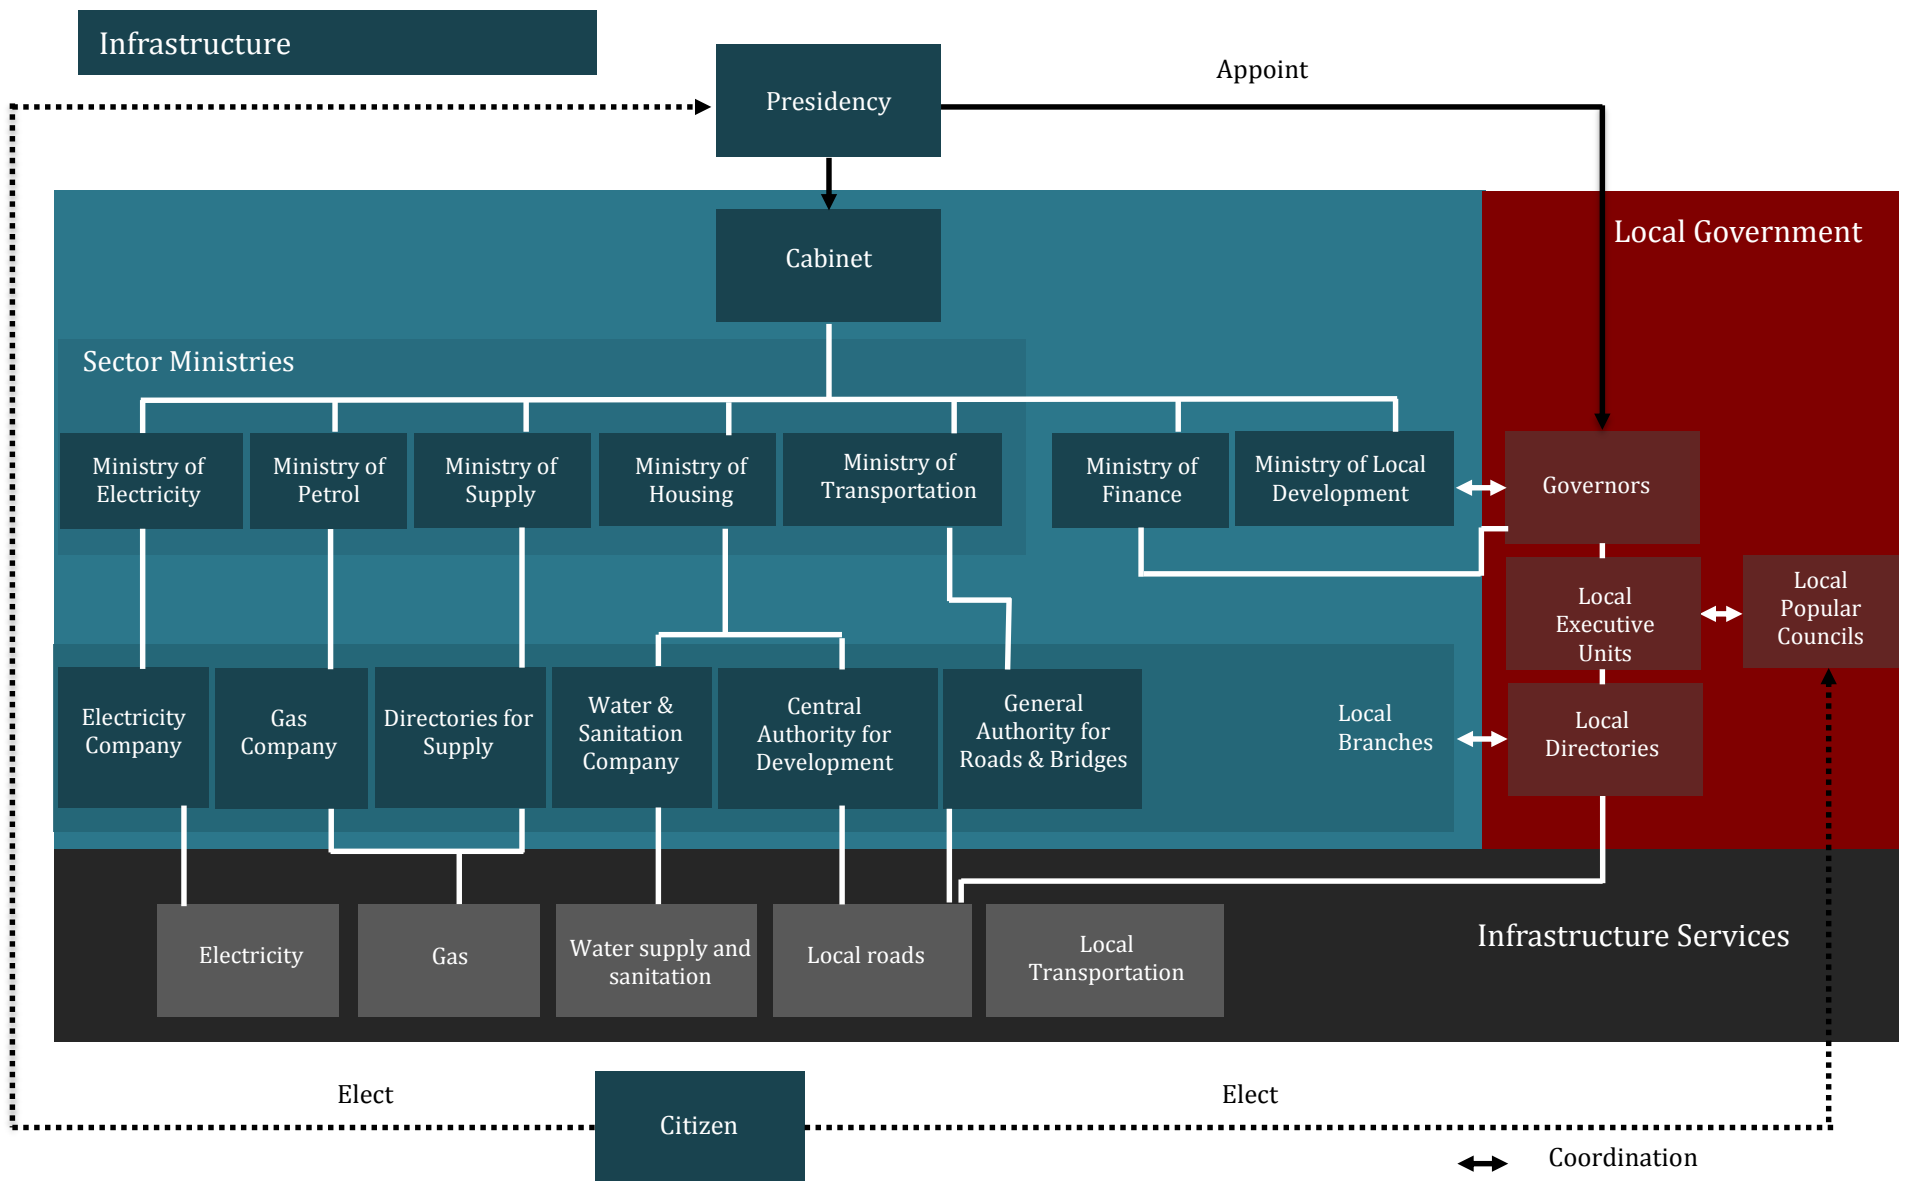 Infrastructure
Appoint
Presidency
Local Government
Cabinet
Sector Ministries
Ministry of
Electricity
Ministry of
Petrol
Ministry of
Supply
Ministry of
Housing
Ministry of
Transportation
Ministry of
Finance
Ministry of Local
Development
Governors
Local
Executive
Units
Local
Popular
Councils
Electricity
Company
Gas
Company
Directories for
Supply
Water &
Sanitation
Company
Central
Authority for
Development
General
Authority for
Roads & Bridges
Local
Branches
Local
Directories
Electricity
Gas
Water supply and
sanitation
Local roads
Local
Transportation
Infrastructure Services
Elect
Citizen
Elect
Coordination